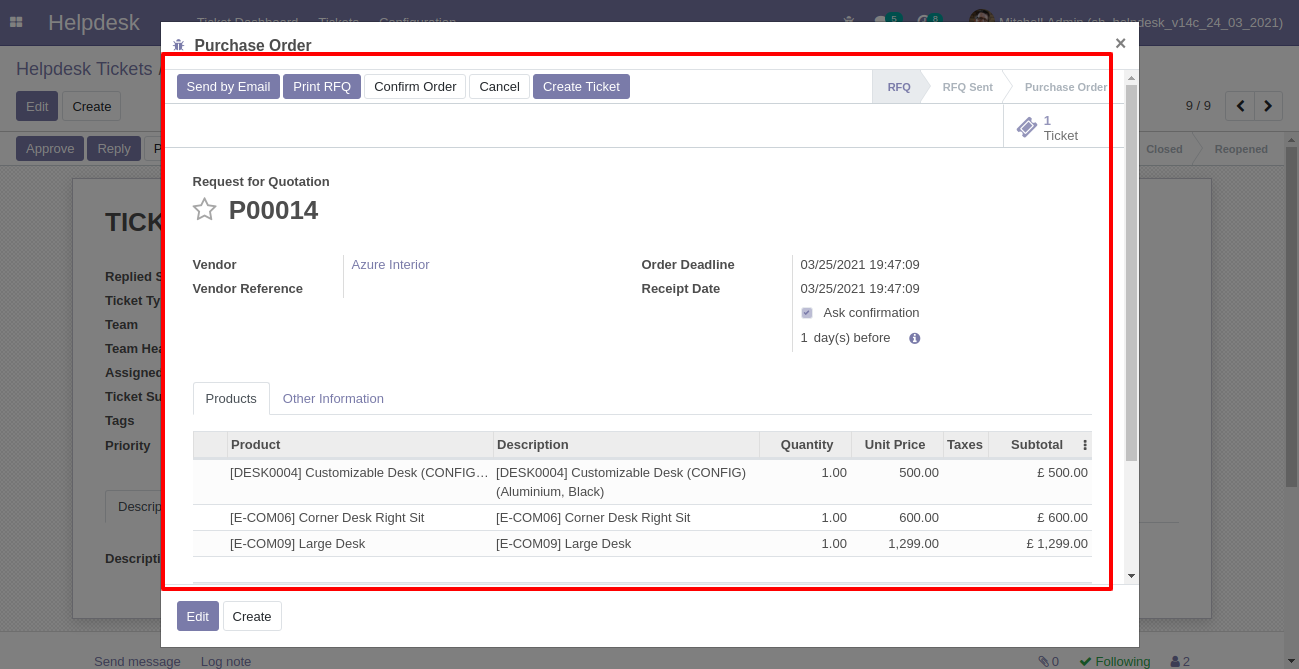 Helpdesk Ticket Dashboard Tickets Configuration 5 8 Mitchell Admin (sh_helpdesk_v14c_24_03_2021)
Purchase Order ×
Helpdesk Tickets /
Send by Email Print RFQ Confirm Order Cancel Create Ticket RFQ RFQ Sent Purchase Order
Edit Create 9 / 9
1
Ticket
Approve Reply P Closed Reopened
Request for Quotation
P00014
TICK
Vendor Azure Interior Order Deadline 03/25/2021 19:47:09
Replied S
Vendor Reference Receipt Date 03/25/2021 19:47:09
Ticket Ty
Ask confirmation
Team
1 day(s) before
Team Hea
Assigned
Ticket Su
Products Other Information
Tags
Priority
Product Description Quantity Unit Price Taxes Subtotal
[DESK0004] Customizable Desk (CONFIG… [DESK0004] Customizable Desk (CONFIG) 1.00 500.00 £ 500.00
(Aluminium, Black)
Descrip
[E-COM06] Corner Desk Right Sit [E-COM06] Corner Desk Right Sit 1.00 600.00 £ 600.00
[E-COM09] Large Desk [E-COM09] Large Desk 1.00 1,299.00 £ 1,299.00
Descripti
Edit Create
Send message Log note 0 Following 2